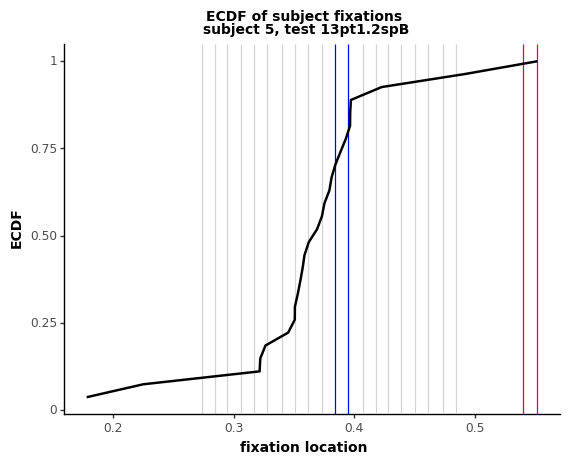 ECDF of subject fixations
subject 5, test 13pt1.2spB
1
0.75
0.50
0.25
0
ECDF
0.2 0.3 0.4 0.5
fixation location